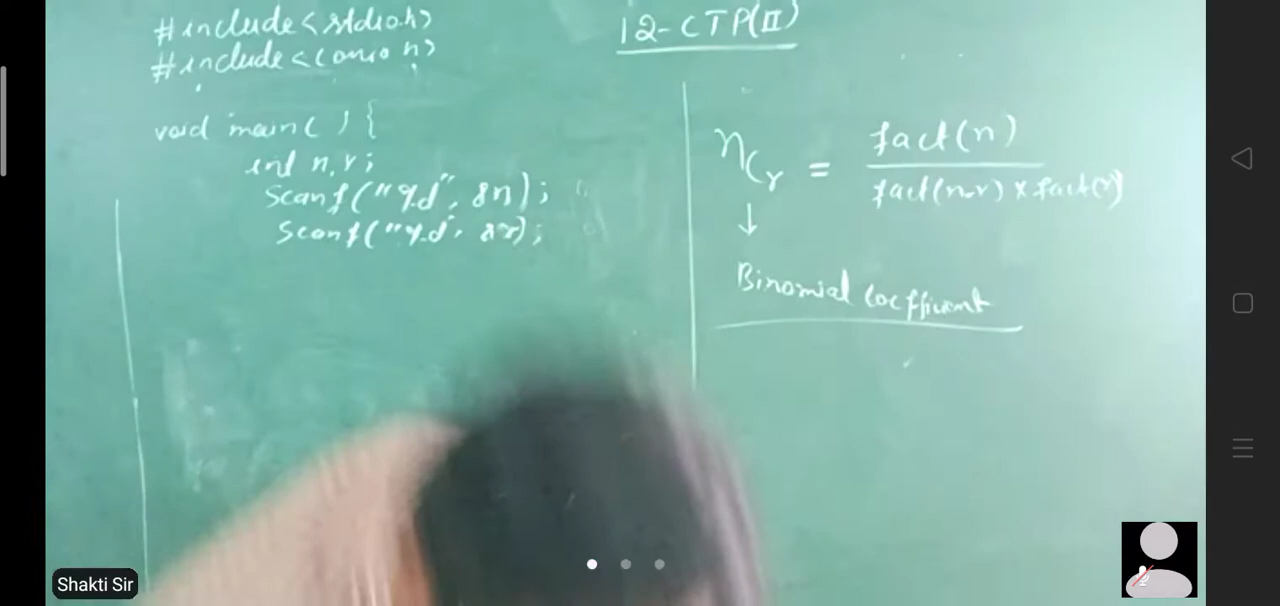 #include<stdio.h>
#include<conio.h>
void main( ) {
int n,r;
Scanf("%d", &n);
Scanf("%d", &r);
12-CTP(II)
nCr = fact(n)
fact(n-r) × fact(r)
↓
Binomial Coefficient
Shakti Sir